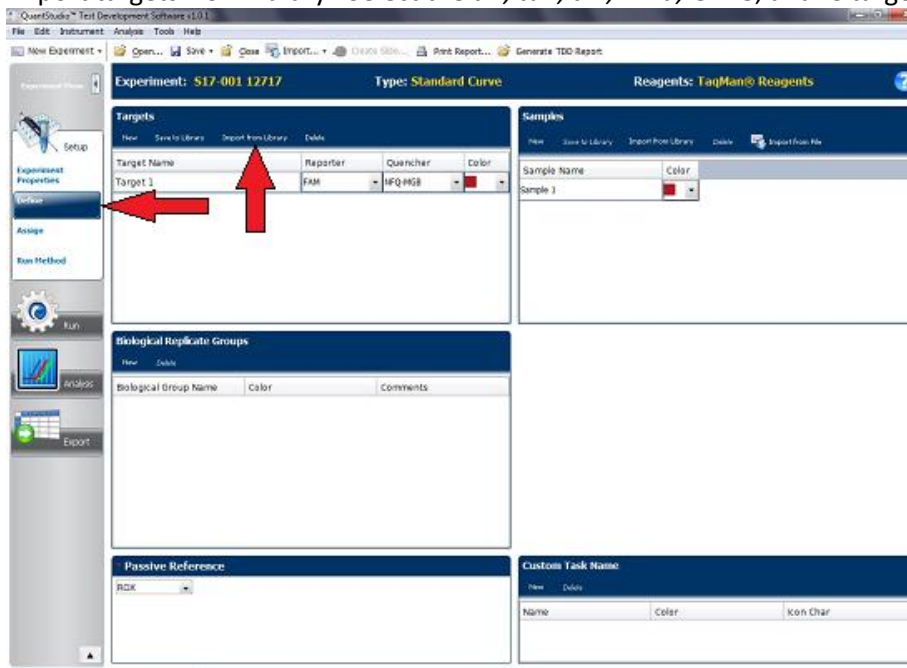 QuantStudio™ Test Development Software v1.0.1
File Edit Instrument Analysis Tools Help
New Experiment Open... Save Close Import... Create Slide... Print Report... Generate TDD Report
Experiment: S17-001 12717 Type: Standard Curve Reagents: TaqMan® Reagents ?
Setup
Experiment Properties
Define
Assign
Run Method
Run
Analysis
Export
Targets
New Save to Library Import from Library Delete
Target Name Reporter Quencher Color
Target 1 FAM NFQ-MGB
Samples
New Save to Library Import from Library Delete Import from File
Sample Name Color
Sample 1
Biological Replicate Groups
New Delete
Biological Group Name Color Comments
* Passive Reference
ROX
Custom Task Name
New Delete
Name Color Icon Char